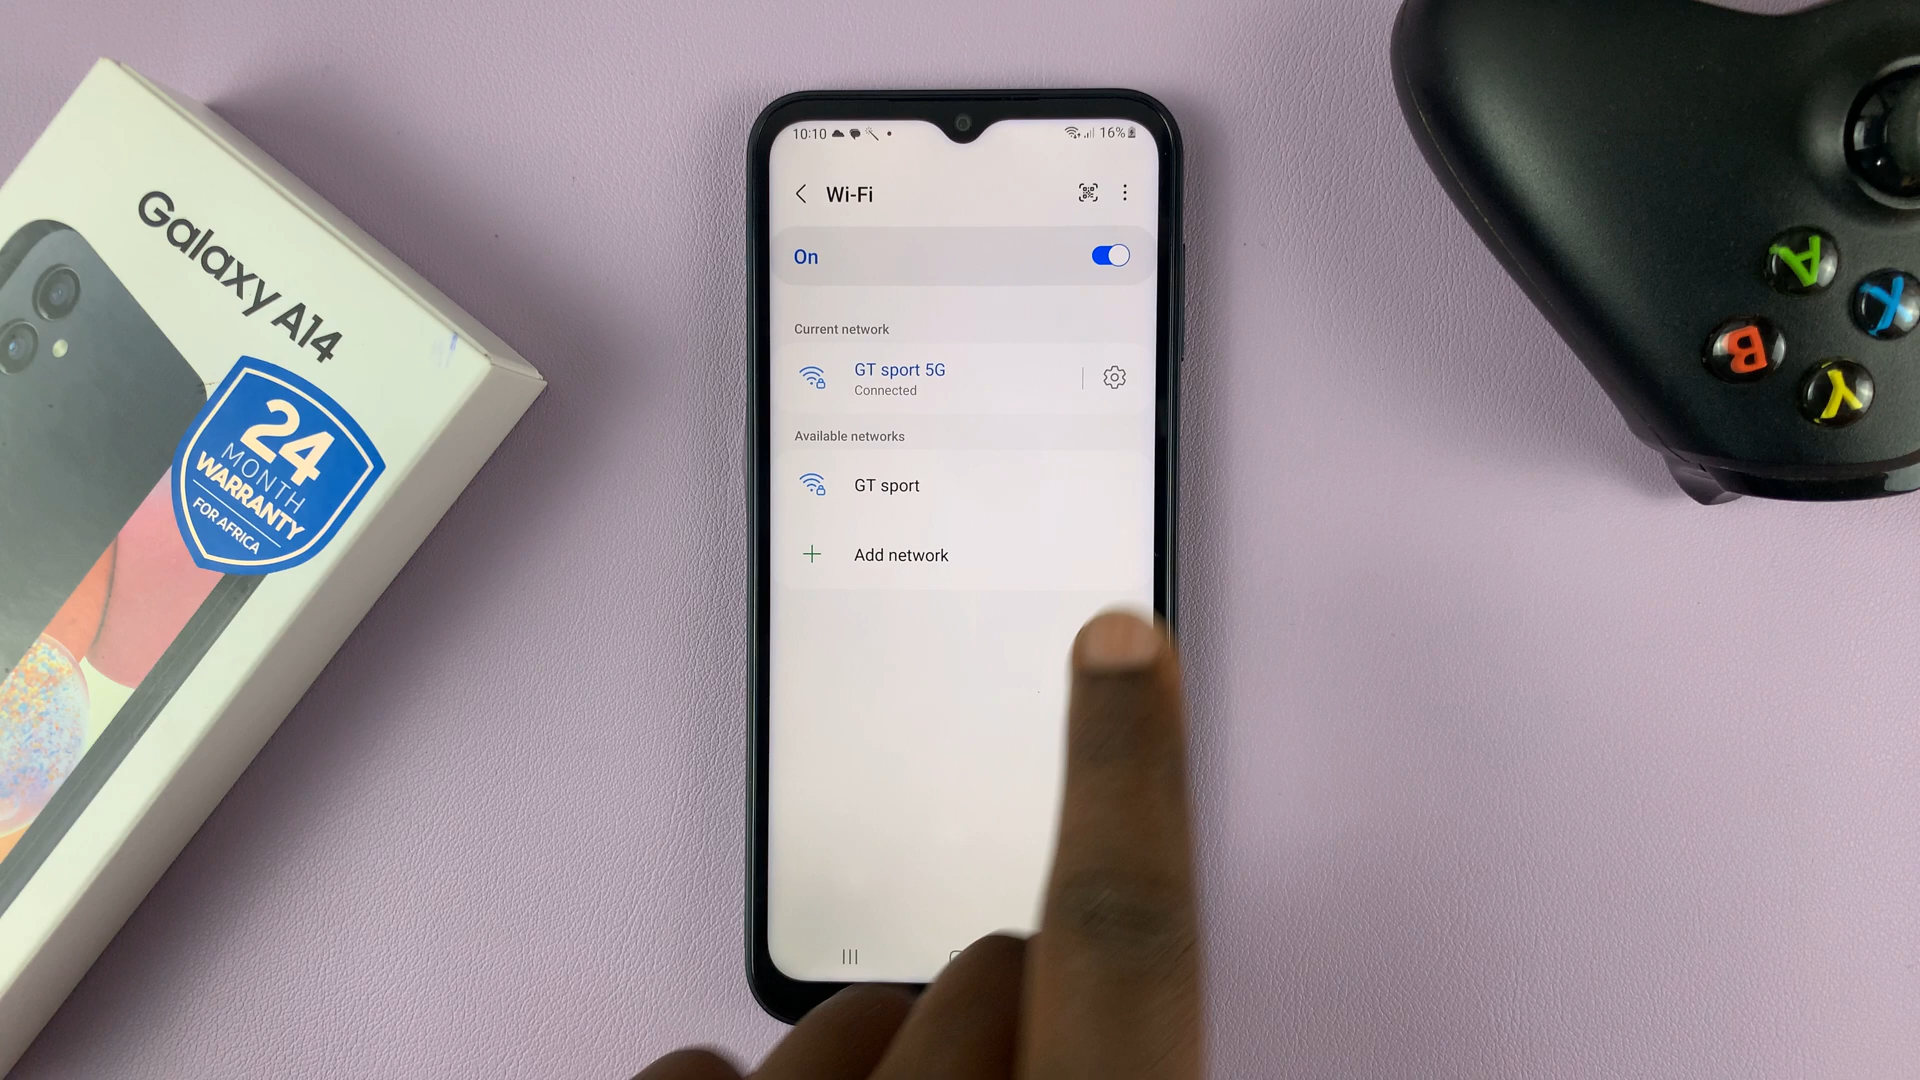 Galaxy A14
24
MONTH
WARRANTY
FOR AFRICA
10:10
16%
Wi-Fi
On
Current network
GT sport 5G
Connected
Available networks
GT sport
Add network
A
X
B
Y